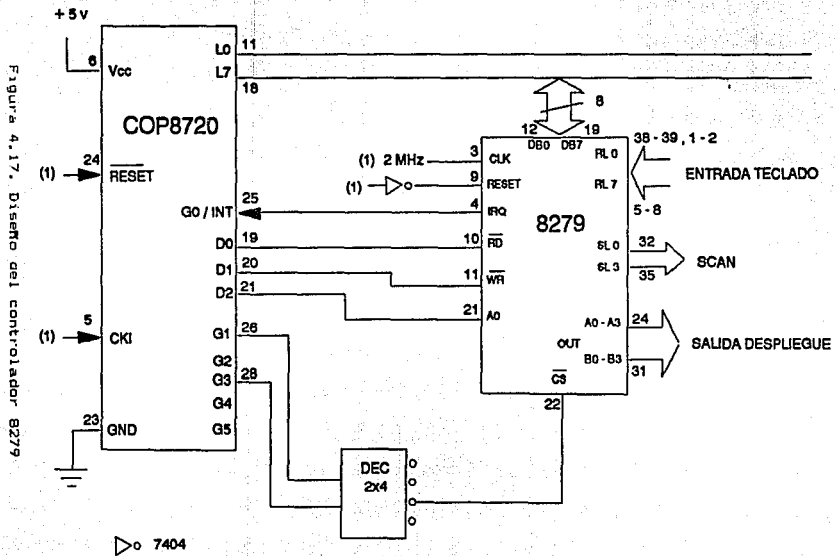 +5v
6
Vcc
L0
11
L7
18
COP8720
24
(1)
RESET
25
G0 / INT
D0
19
D1
20
D2
21
5
(1)
CKI
G1
26
G2
G3
28
G4
G5
23
GND
8
12
19
DB0
DB7
(1) 2 MHz
3
CLK
(1)
9
RESET
4
IRQ
10
RD
11
WR
21
A0
8279
RL 0
RL 7
38 - 39, 1 - 2
ENTRADA TECLADO
5 - 8
SL 0
32
SL 3
35
SCAN
A0 - A3
24
OUT
B0 - B3
31
SALIDA DESPLIEGUE
CS
22
DEC
2x4
7404
Figura 4.17. Diseño del controlador 8279